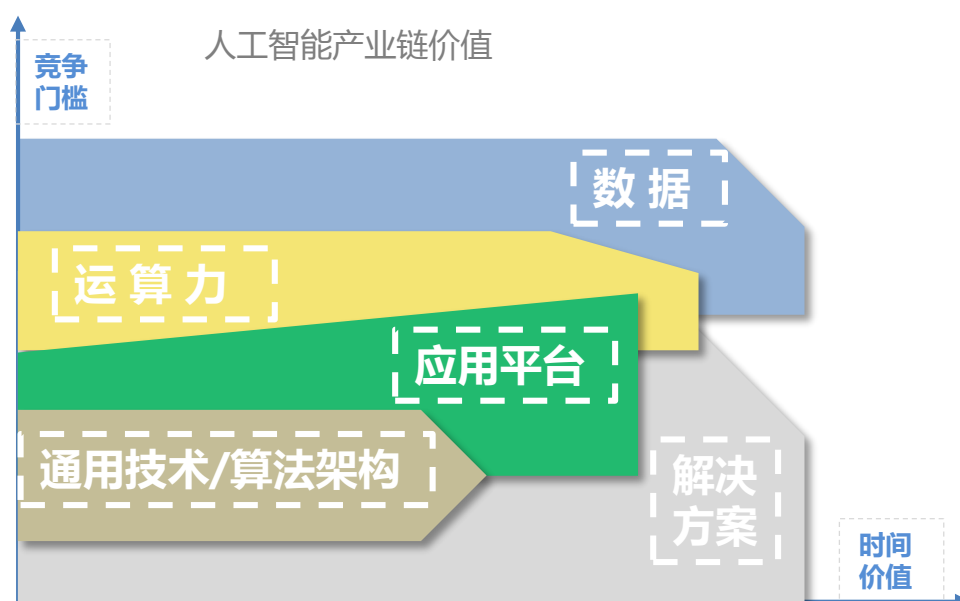 人工智能产业链价值
竞争
门槛
数据
运算力
应用平台
通用技术/算法架构
解决
方案
时间
价值